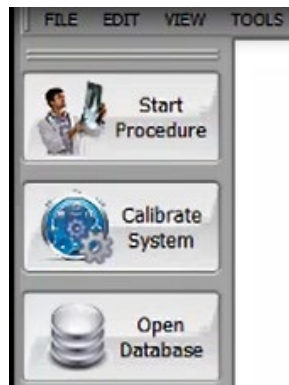 FILE EDIT VIEW TOOLS
Start
Procedure
Calibrate
System
Open
Database